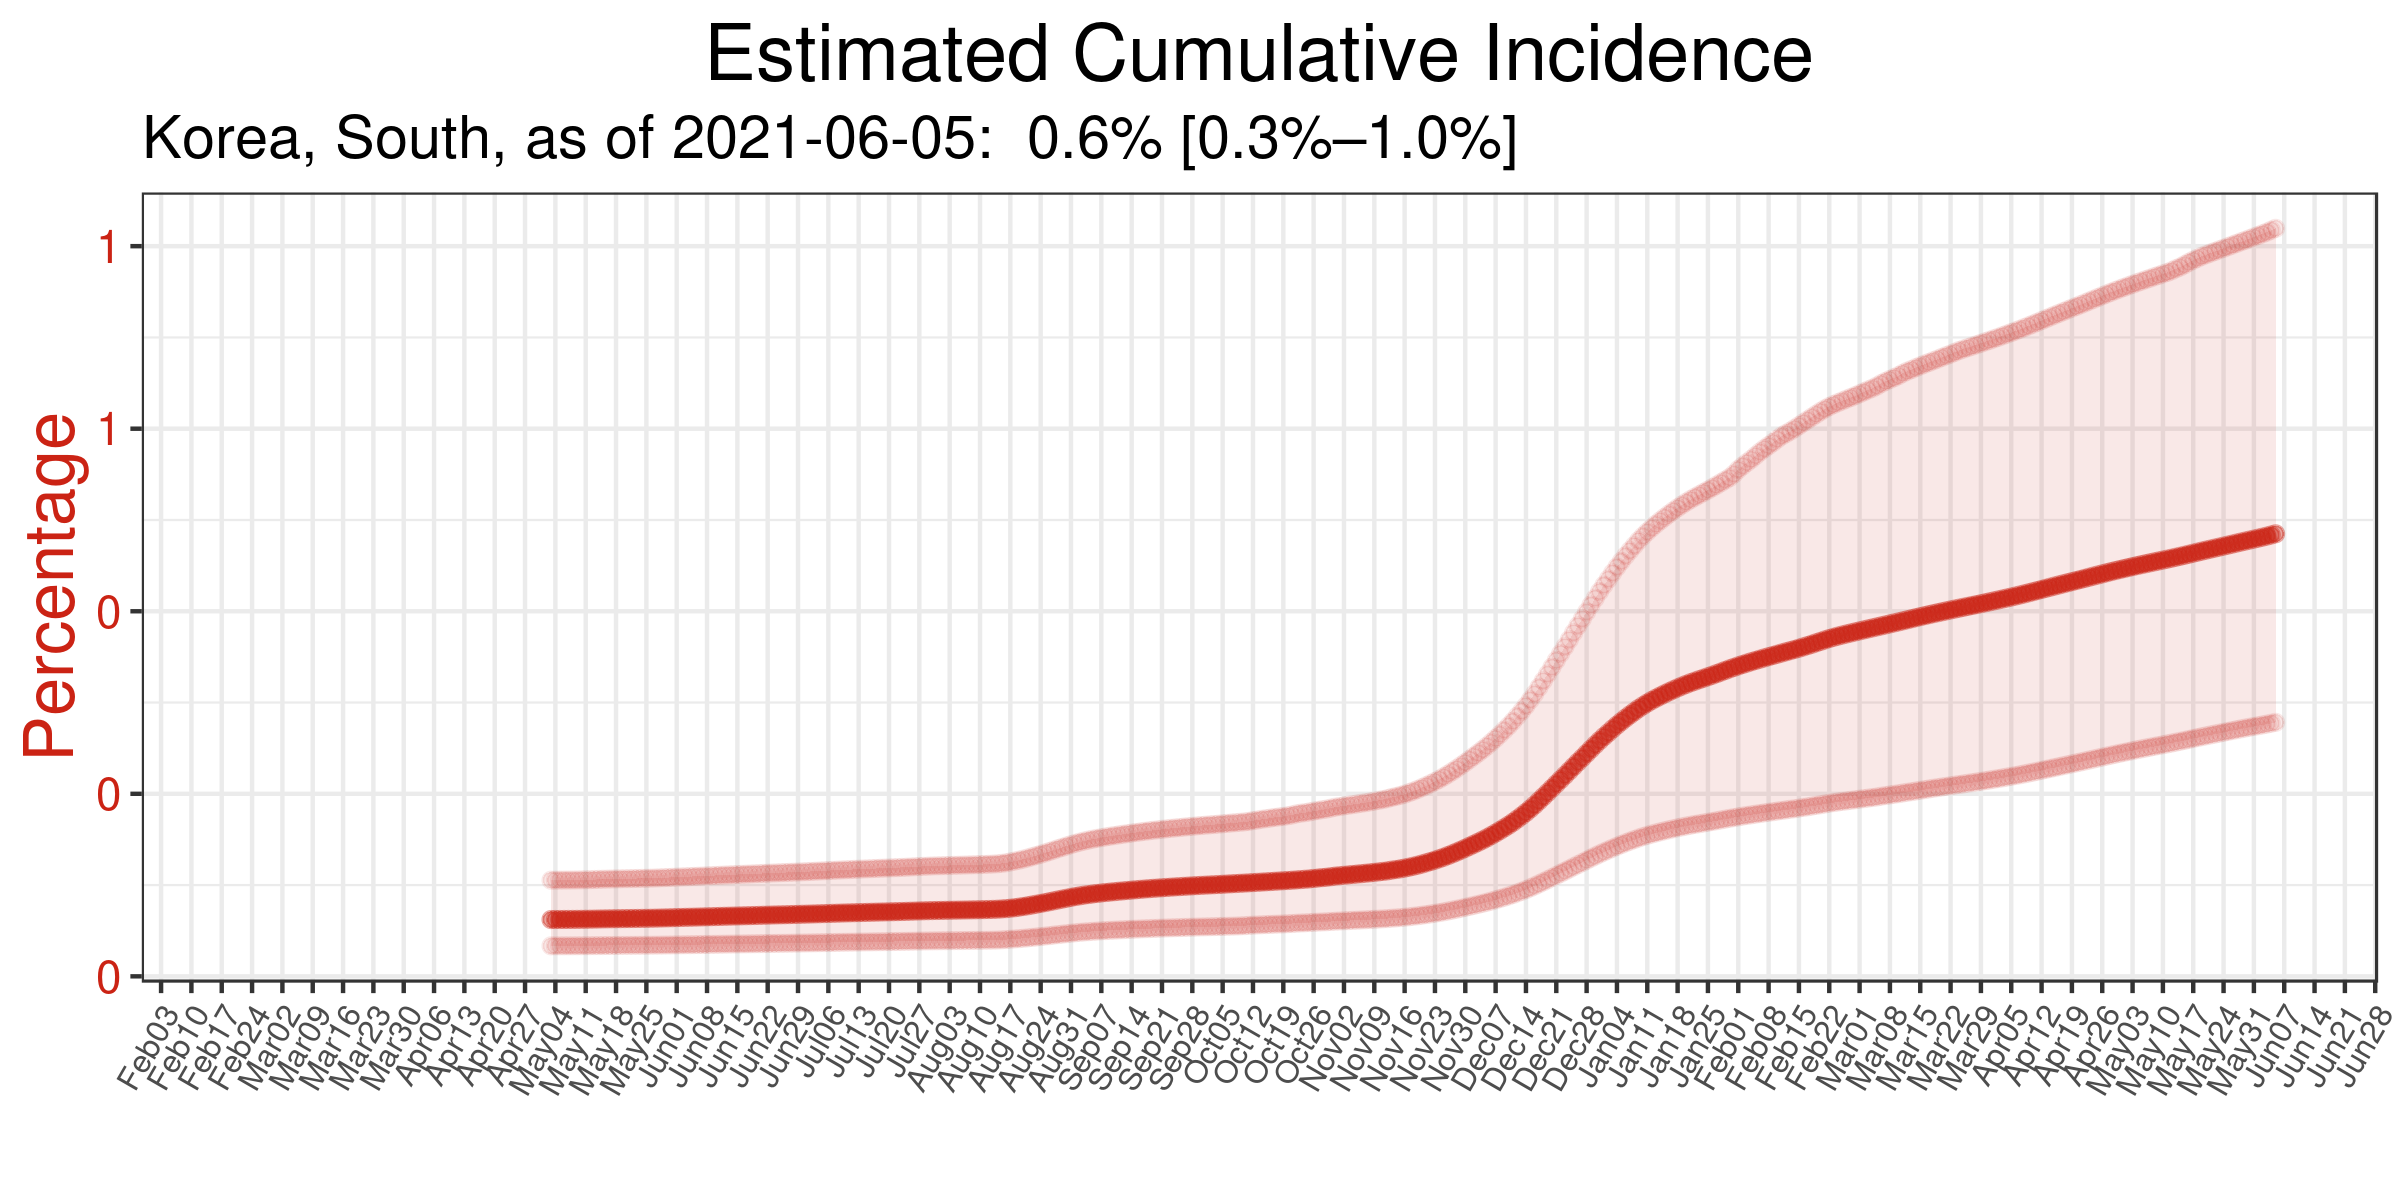 Estimated Cumulative Incidence
Korea, South, as of 2021-06-05:  0.6% [0.3%–1.0%]
Percentage
1
1
0
0
0
Feb03
Feb10
Feb17
Feb24
Mar02
Mar09
Mar16
Mar23
Mar30
Apr06
Apr13
Apr20
Apr27
May04
May11
May18
May25
Jun01
Jun08
Jun15
Jun22
Jun29
Jul06
Jul13
Jul20
Jul27
Aug03
Aug10
Aug17
Aug24
Aug31
Sep07
Sep14
Sep21
Sep28
Oct05
Oct12
Oct19
Oct26
Nov02
Nov09
Nov16
Nov23
Nov30
Dec07
Dec14
Dec21
Dec28
Jan04
Jan11
Jan18
Jan25
Feb01
Feb08
Feb15
Feb22
Mar01
Mar08
Mar15
Mar22
Mar29
Apr05
Apr12
Apr19
Apr26
May03
May10
May17
May24
May31
Jun07
Jun14
Jun21
Jun28